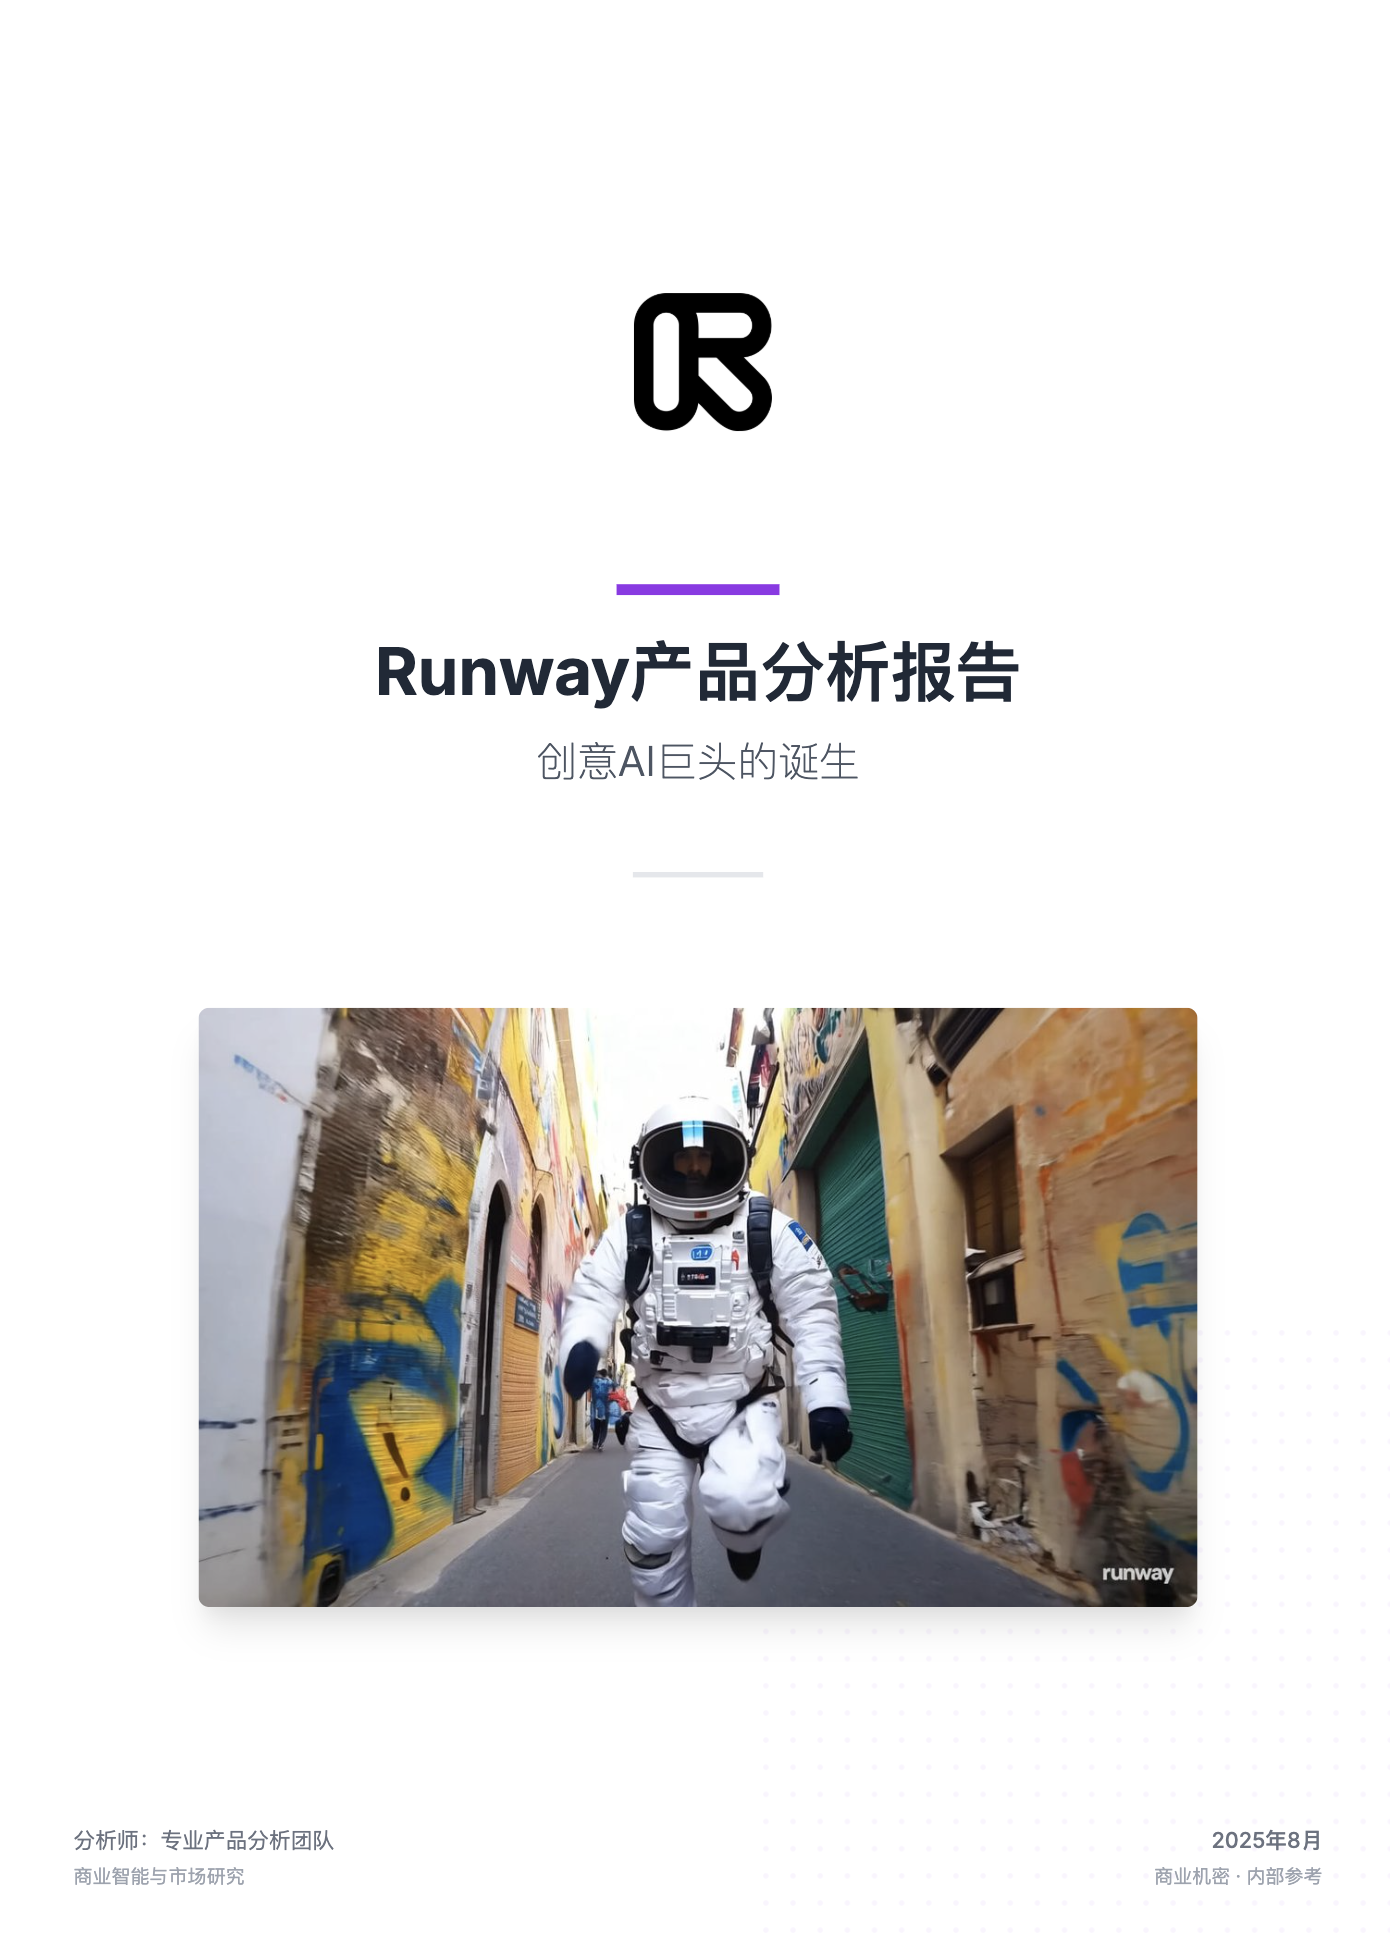 Runway产品分析报告
创意AI巨头的诞生
runway
分析师：专业产品分析团队
商业智能与市场研究
2025年8月
商业机密 · 内部参考